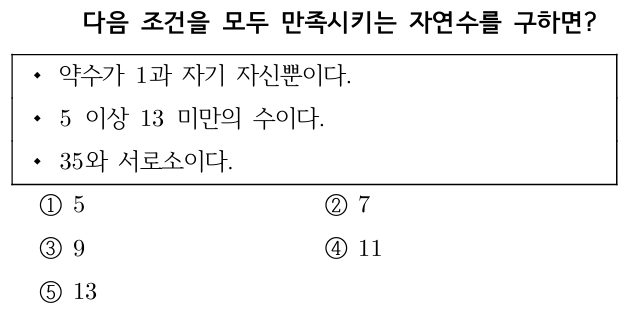 다음 조건을 모두 만족시키는 자연수를 구하면?
• 약수가 1과 자기 자신뿐이다.
• 5 이상 13 미만의 수이다.
• 35와 서로소이다.
① 5 ② 7
③ 9 ④ 11
⑤ 13